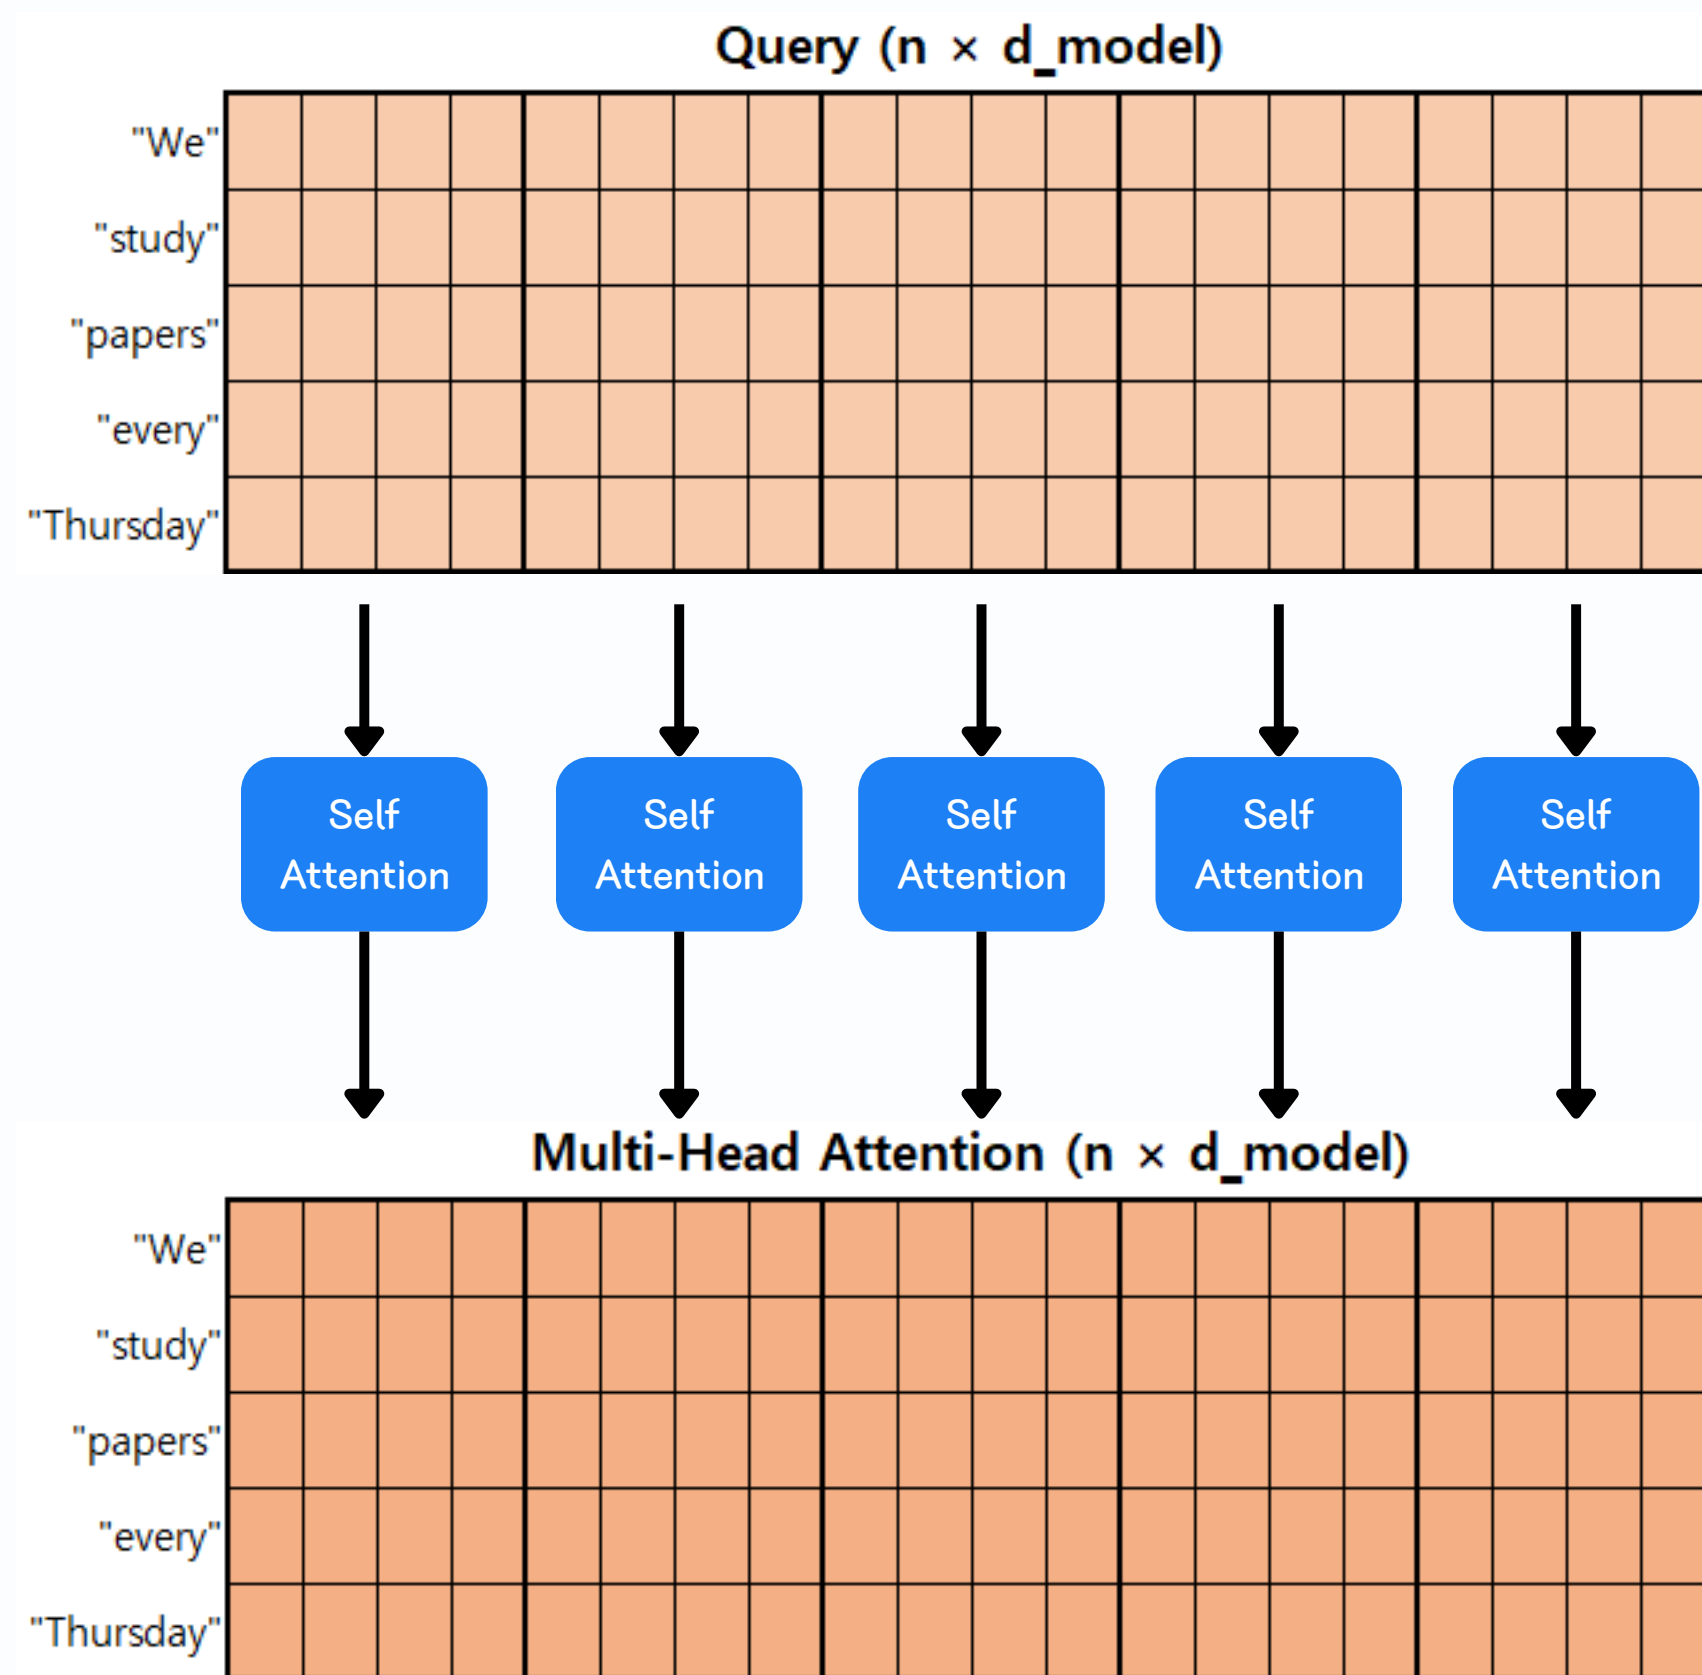 Query (n × d_model)
"We"
"study"
"papers"
"every"
"Thursday"
Self
Attention
Self
Attention
Self
Attention
Self
Attention
Self
Attention
Multi-Head Attention (n × d_model)
"We"
"study"
"papers"
"every"
"Thursday"